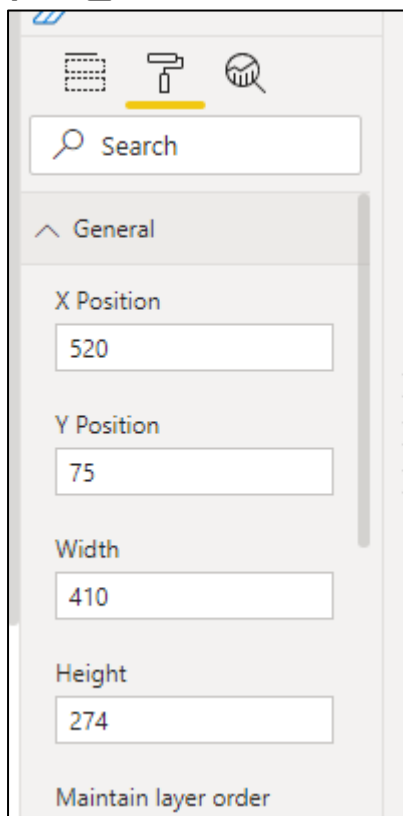 Search
General
X Position
520
Y Position
75
Width
410
Height
274
Maintain layer order